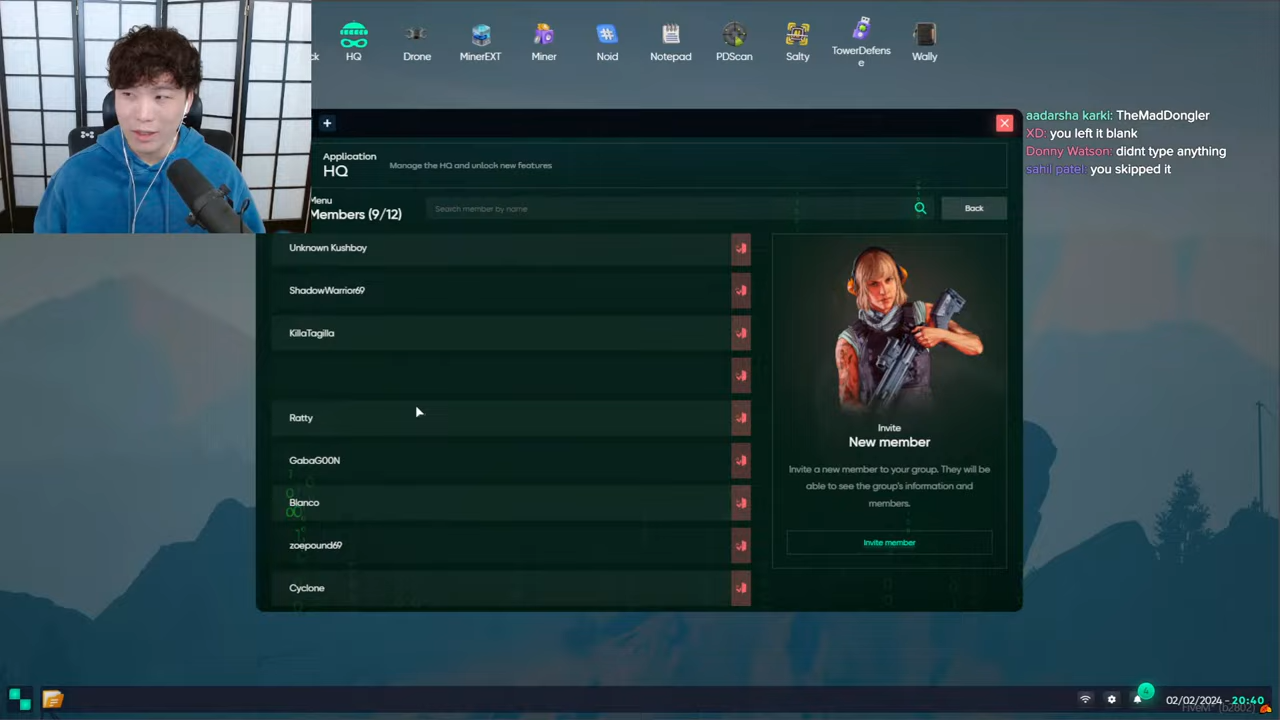 ck
HQ
Drone
MinerEXT
Miner
Noid
Notepad
PDScan
Salty
TowerDefens
e
Wally
aadarsha karki: TheMadDongler
XD: you left it blank
Donny Watson: didnt type anything
sahil patel: you skipped it
+
Application
HQ
Manage the HQ and unlock new features
Menu
Members (9/12)
Search member by name
Back
Unknown Kushboy
ShadowWarrior69
KillaTagilla
Ratty
GabaG00N
Blanco
zoepound69
Cyclone
Invite
New member
Invite a new member to your group. They will
be able to see the group's information and
members.
Invite member
02/02/2024 - 20:40